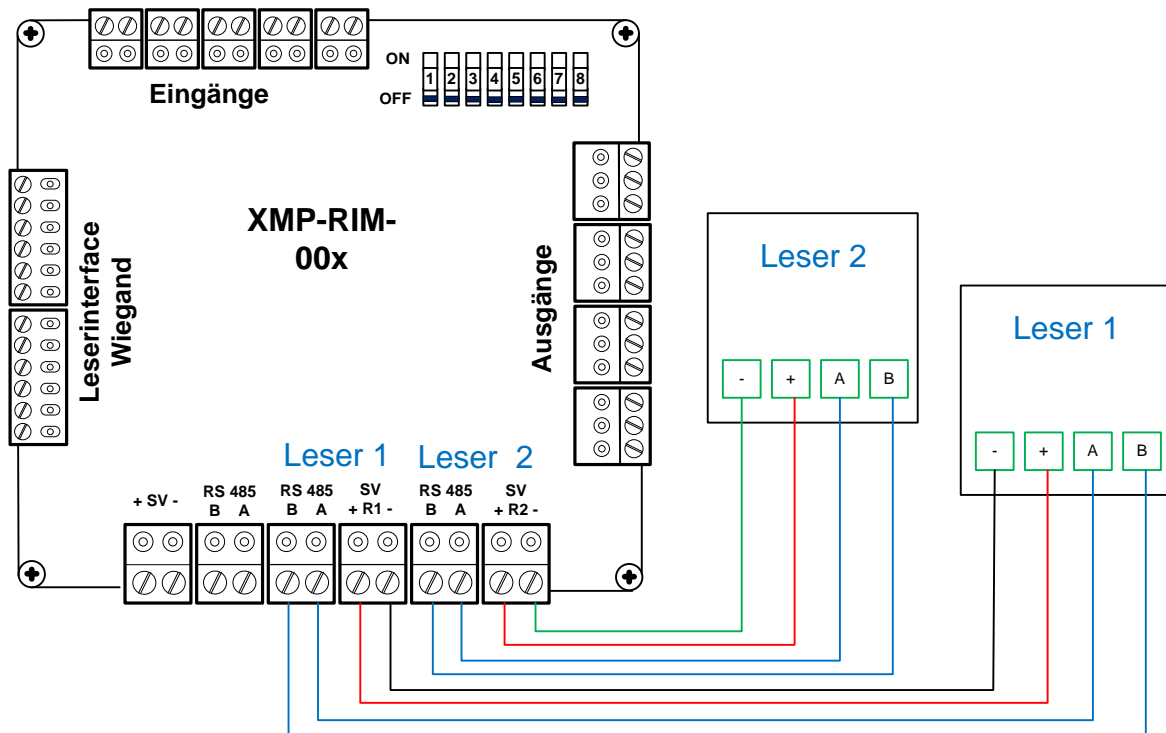 ON
1 2 3 4 5 6 7 8
OFF
Eingänge
XMP-RIM-
00x
Leserinterface
Wiegand
Ausgänge
Leser 2
- + A B
Leser 1
- + A B
Leser 1
Leser 2
+ SV -
RS 485
B A
RS 485
B A
SV
+ R1 -
RS 485
B A
SV
+ R2 -